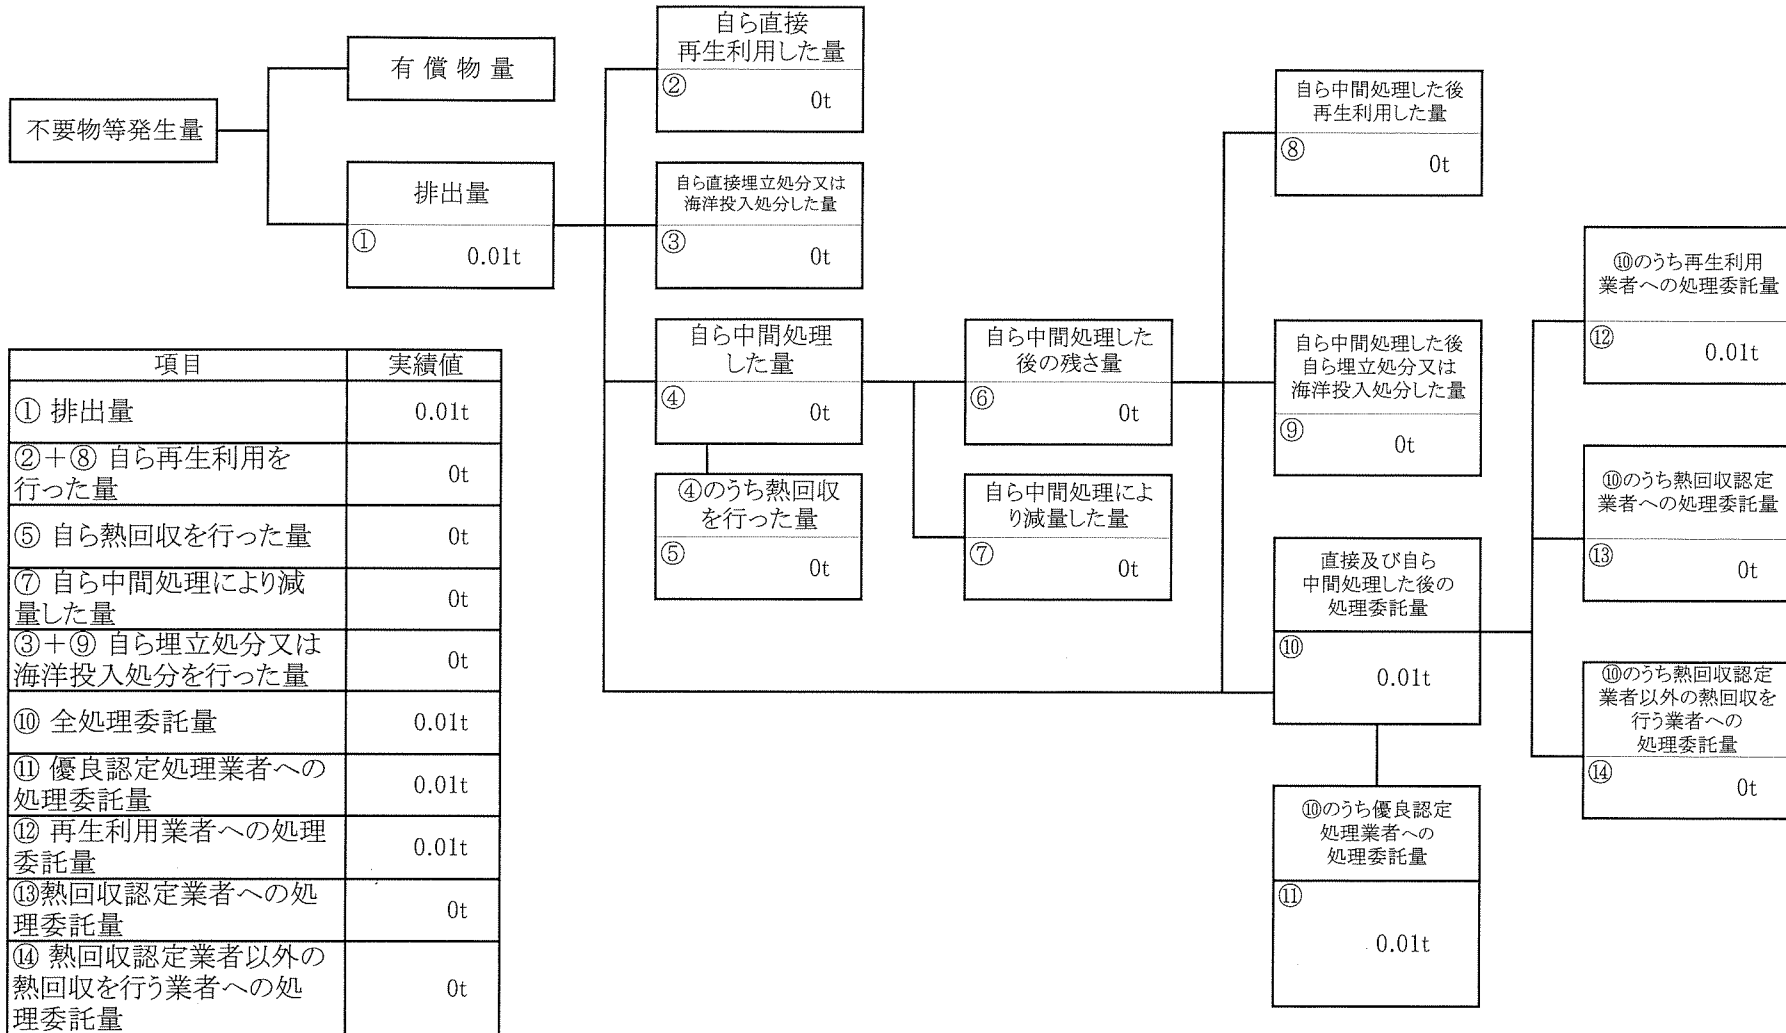 不要物等発生量
有償物量
排出量
①
0.01t
自ら直接
再生利用した量
②
0t
自ら直接埋立処分又は
海洋投入処分した量
③
0t
自ら中間処理
した量
④
0t
④のうち熱回収
を行った量
⑤
0t
自ら中間処理した
後の残さ量
⑥
0t
自ら中間処理によ
り減量した量
⑦
0t
自ら中間処理した後
再生利用した量
⑧
0t
自ら中間処理した後
自ら埋立処分又は
海洋投入処分した量
⑨
0t
直接及び自ら
中間処理した後の
処理委託量
⑩
0.01t
⑩のうち優良認定
処理業者への
処理委託量
⑪
0.01t
⑩のうち再生利用
業者への処理委託量
⑫
0.01t
⑩のうち熱回収認定
業者への処理委託量
⑬
0t
⑩のうち熱回収認定
業者以外の熱回収を
行う業者への
処理委託量
⑭
0t
項目 実績値
① 排出量 0.01t
②+⑧ 自ら再生利用を
行った量 0t
⑤ 自ら熱回収を行った量 0t
⑦ 自ら中間処理により減
量した量 0t
③+⑨ 自ら埋立処分又は
海洋投入処分を行った量 0t
⑩ 全処理委託量 0.01t
⑪ 優良認定処理業者への
処理委託量 0.01t
⑫ 再生利用業者への処理
委託量 0.01t
⑬熱回収認定業者への処
理委託量 0t
⑭ 熱回収認定業者以外の
熱回収を行う業者への処
理委託量 0t